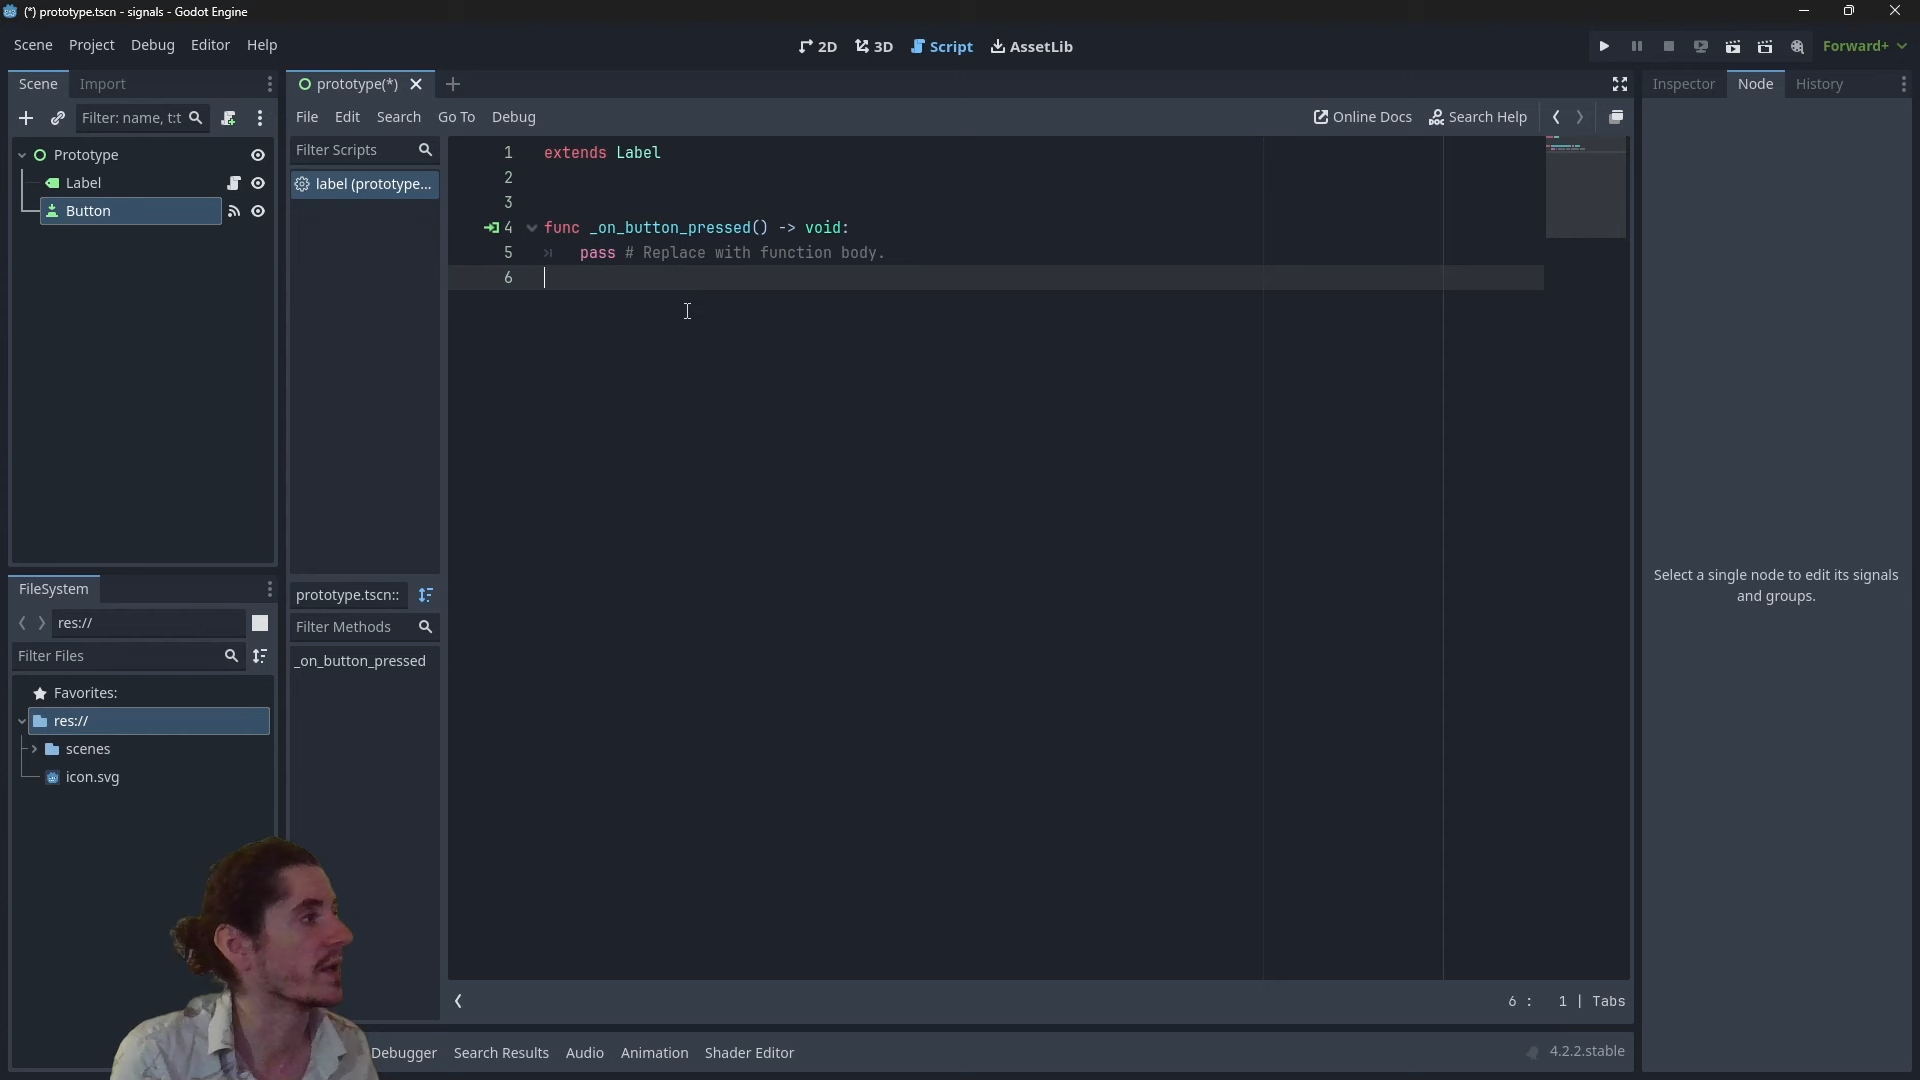 (*) prototype.tscn - signals - Godot Engine
Scene Project Debug Editor Help
2D 3D Script AssetLib
Forward+
Scene Import
Filter: name, t:t
Prototype
Label
Button
FileSystem
res://
Filter Files
Favorites:
res://
scenes
icon.svg
prototype(*)
File Edit Search Go To Debug
Online Docs Search Help
Filter Scripts
label (prototype...
prototype.tscn::
Filter Methods
_on_button_pressed
1 extends Label
2
3
4 func _on_button_pressed() -> void:
5 pass # Replace with function body.
6
6 : 1 | Tabs
Debugger Search Results Audio Animation Shader Editor
4.2.2.stable
Inspector Node History
Select a single node to edit its signals
and groups.